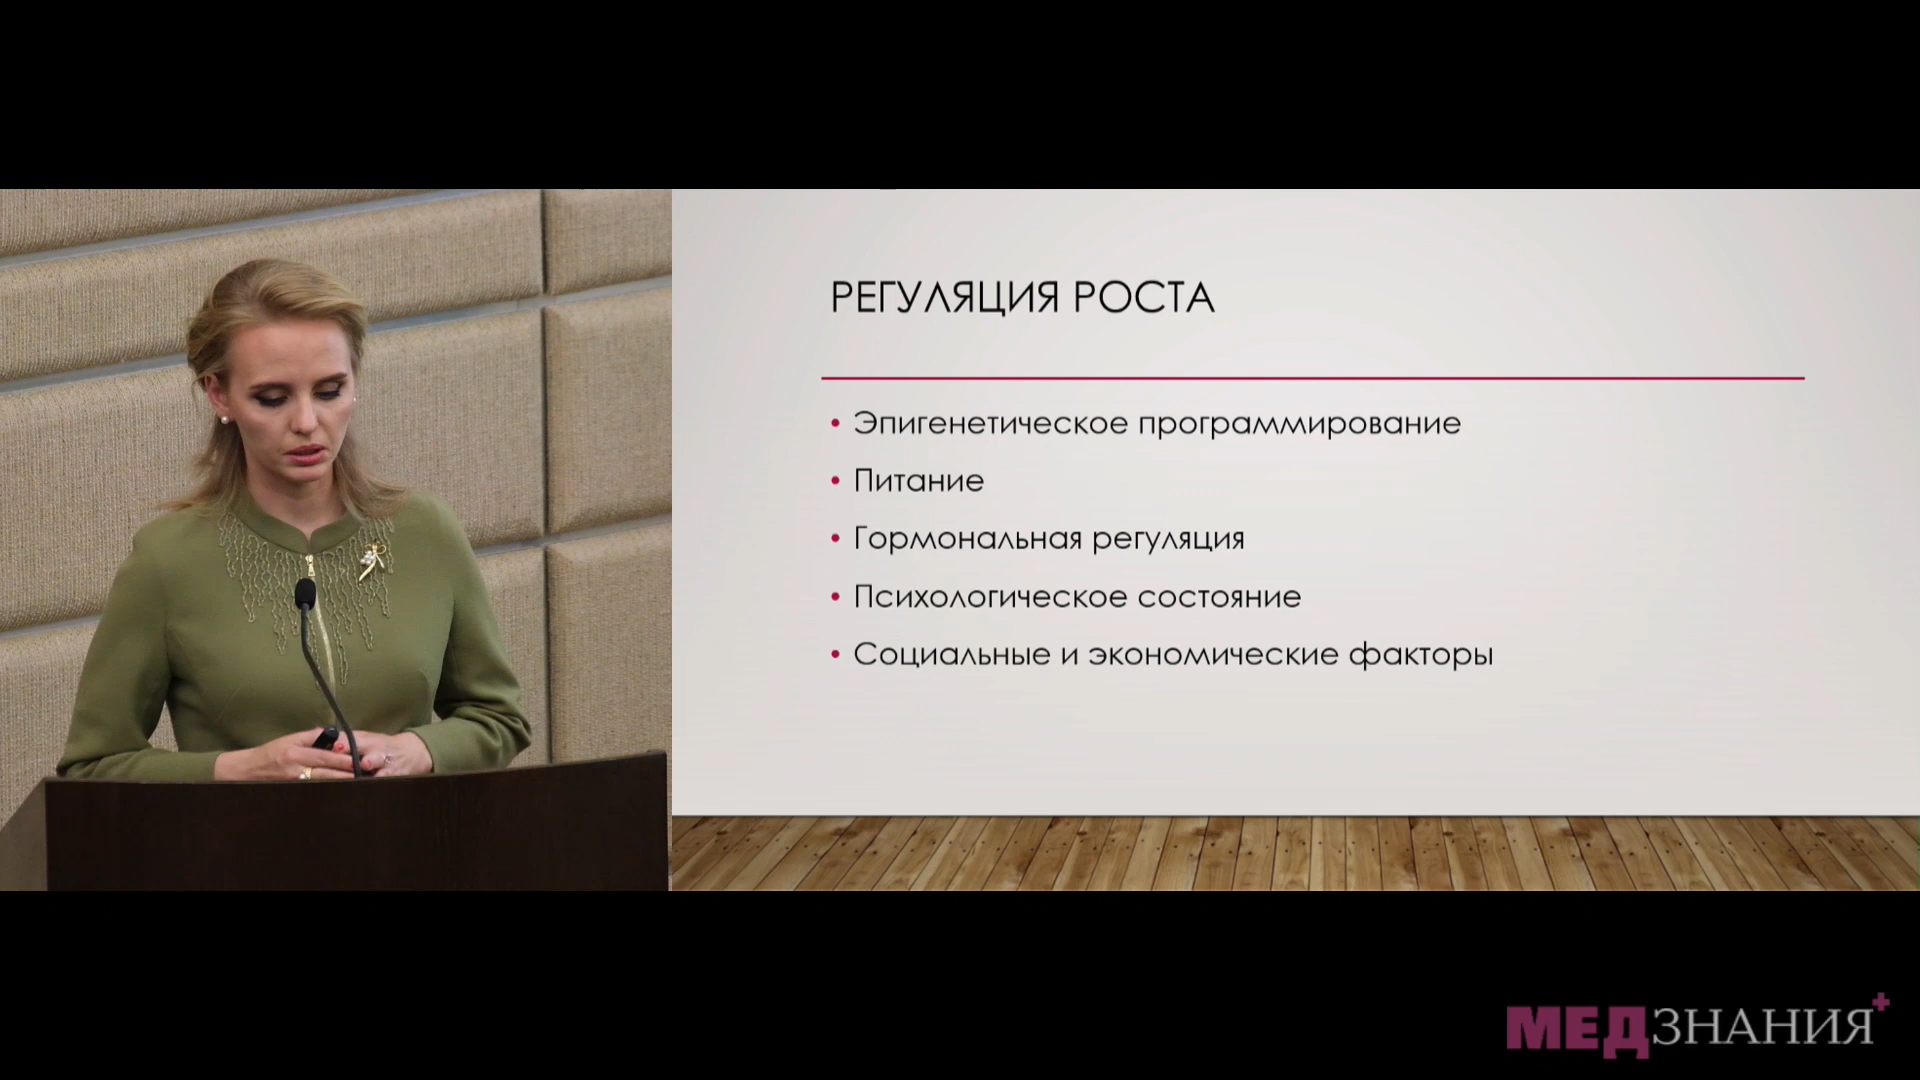 РЕГУЛЯЦИЯ РОСТА
• Эпигенетическое программирование
• Питание
• Гормональная регуляция
• Психологическое состояние
• Социальные и экономические факторы
МЕДЗНАНИЯ+